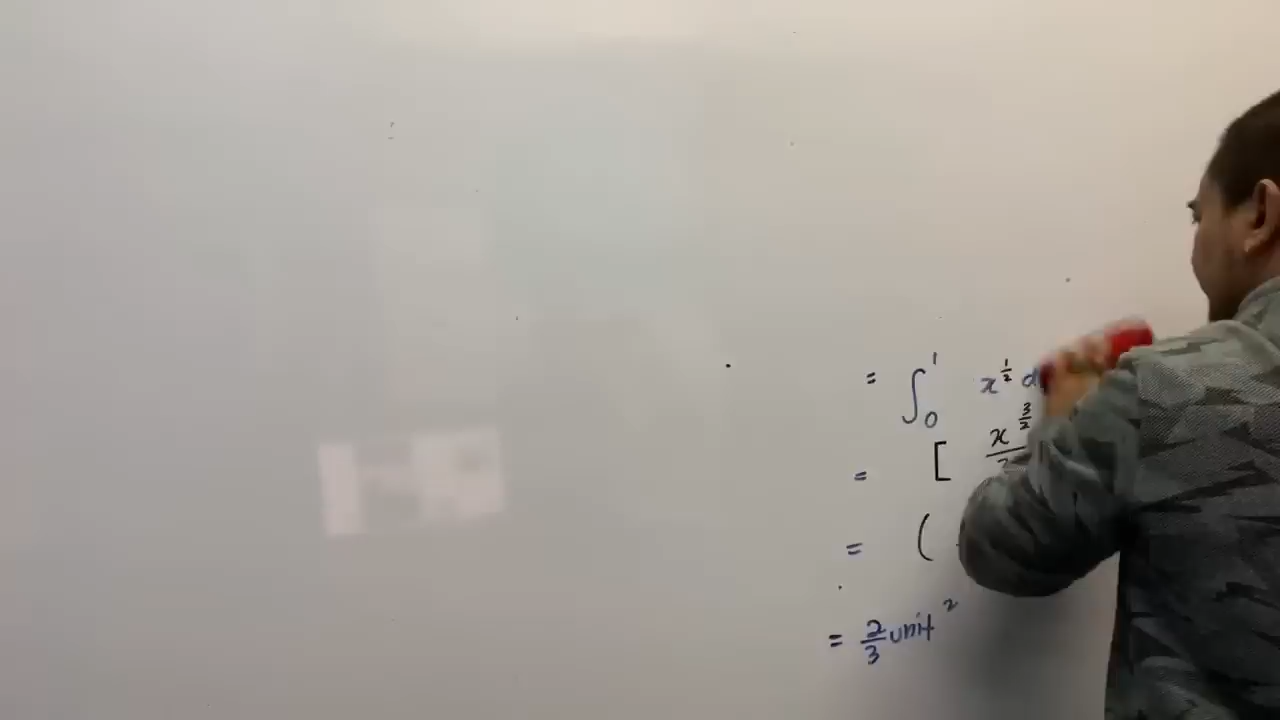 = ∫₀¹ x^½ d
= [ x^(3/2)
= (
= 2/3 unit²